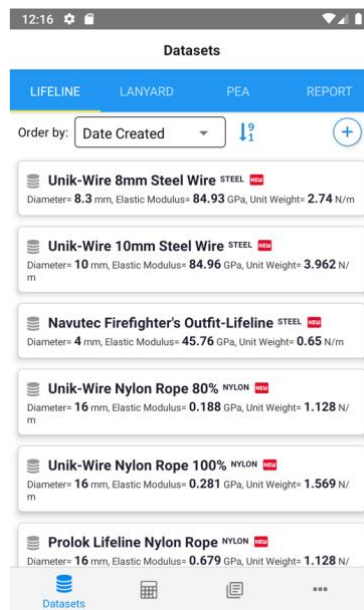 12:16
Datasets
LIFELINE LANYARD PEA REPORT
Order by: Date Created
Unik-Wire 8mm Steel Wire STEEL NEW
Diameter= 8.3 mm, Elastic Modulus= 84.93 GPa, Unit Weight= 2.74 N/m
Unik-Wire 10mm Steel Wire STEEL NEW
Diameter= 10 mm, Elastic Modulus= 84.96 GPa, Unit Weight= 3.962 N/
m
Navutec Firefighter's Outfit-Lifeline STEEL NEW
Diameter= 4 mm, Elastic Modulus= 45.76 GPa, Unit Weight= 0.65 N/m
Unik-Wire Nylon Rope 80% NYLON NEW
Diameter= 16 mm, Elastic Modulus= 0.188 GPa, Unit Weight= 1.128 N/
m
Unik-Wire Nylon Rope 100% NYLON NEW
Diameter= 16 mm, Elastic Modulus= 0.281 GPa, Unit Weight= 1.569 N/
m
Prolok Lifeline Nylon Rope NYLON NEW
Diameter= 16 mm, Elastic Modulus= 0.679 GPa, Unit Weight= 1.128 N/
Datasets